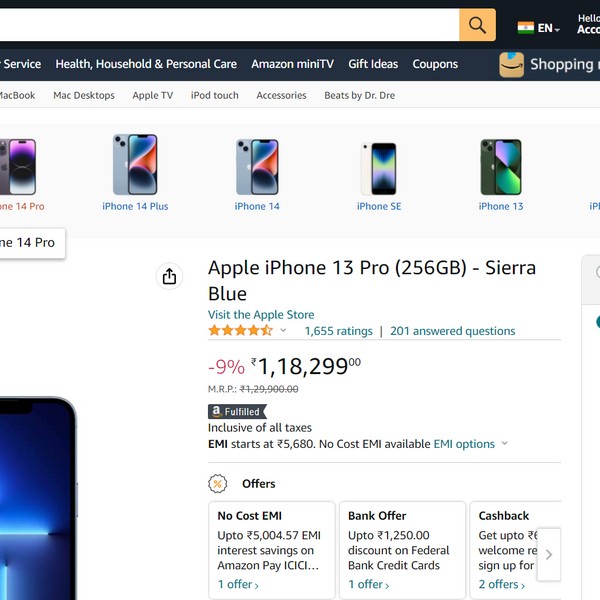 EN
Hello
Acco
Service
Health, Household & Personal Care
Amazon miniTV
Gift Ideas
Coupons
Shopping
MacBook
Mac Desktops
Apple TV
iPod touch
Accessories
Beats by Dr. Dre
ne 14 Pro
iPhone 14 Plus
iPhone 14
iPhone SE
iPhone 13
iP
ne 14 Pro
Apple iPhone 13 Pro (256GB) - Sierra
Blue
Visit the Apple Store
1,655 ratings | 201 answered questions
-9% ₹1,18,29900
M.R.P.: ₹1,29,900.00
a Fulfilled
Inclusive of all taxes
EMI starts at ₹5,680. No Cost EMI available EMI options
% Offers
No Cost EMI
Upto ₹5,004.57 EMI
interest savings on
Amazon Pay ICICI…
1 offer ›
Bank Offer
Upto ₹1,250.00
discount on Federal
Bank Credit Cards
1 offer ›
Cashback
Get upto ₹6
welcome re
sign up for
2 offers ›